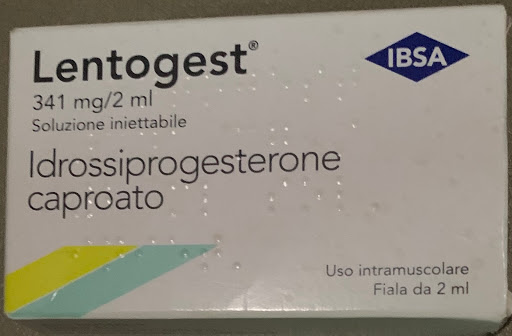 Lentogest®
IBSA
341 mg/2 ml
Soluzione iniettabile
Idrossiprogesterone
caproato
Uso intramuscolare
Fiala da 2 ml